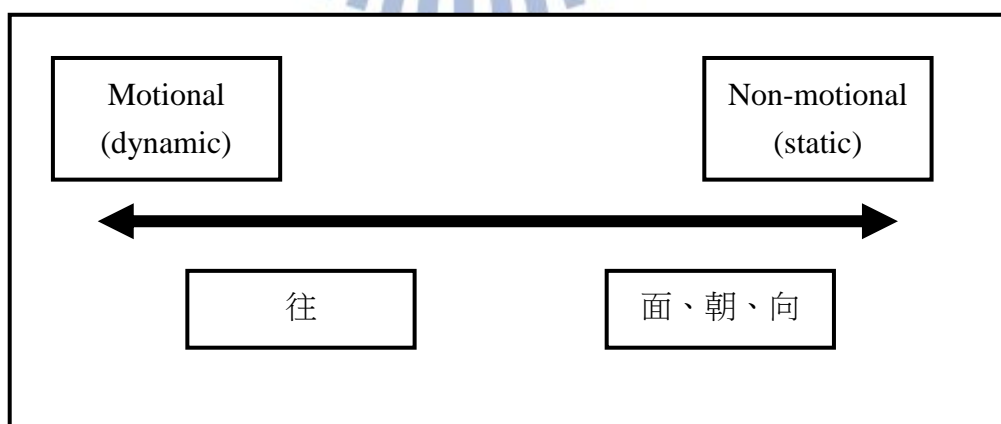 Motional
(dynamic)
Non-motional
(static)
往
面、朝、向